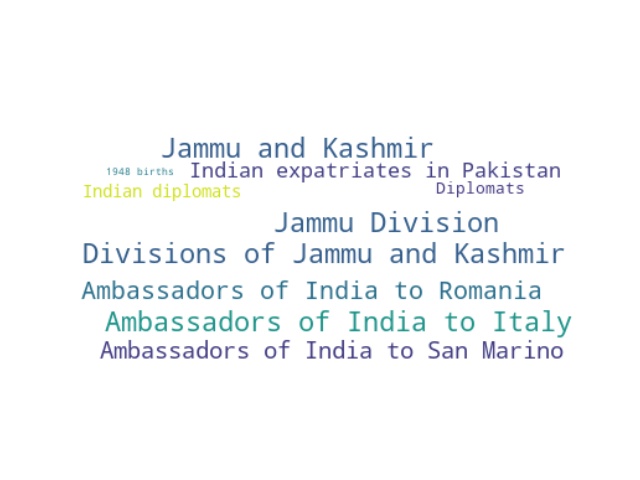 Jammu and Kashmir
1948 births Indian expatriates in Pakistan
Indian diplomats Diplomats
Jammu Division
Divisions of Jammu and Kashmir
Ambassadors of India to Romania
Ambassadors of India to Italy
Ambassadors of India to San Marino